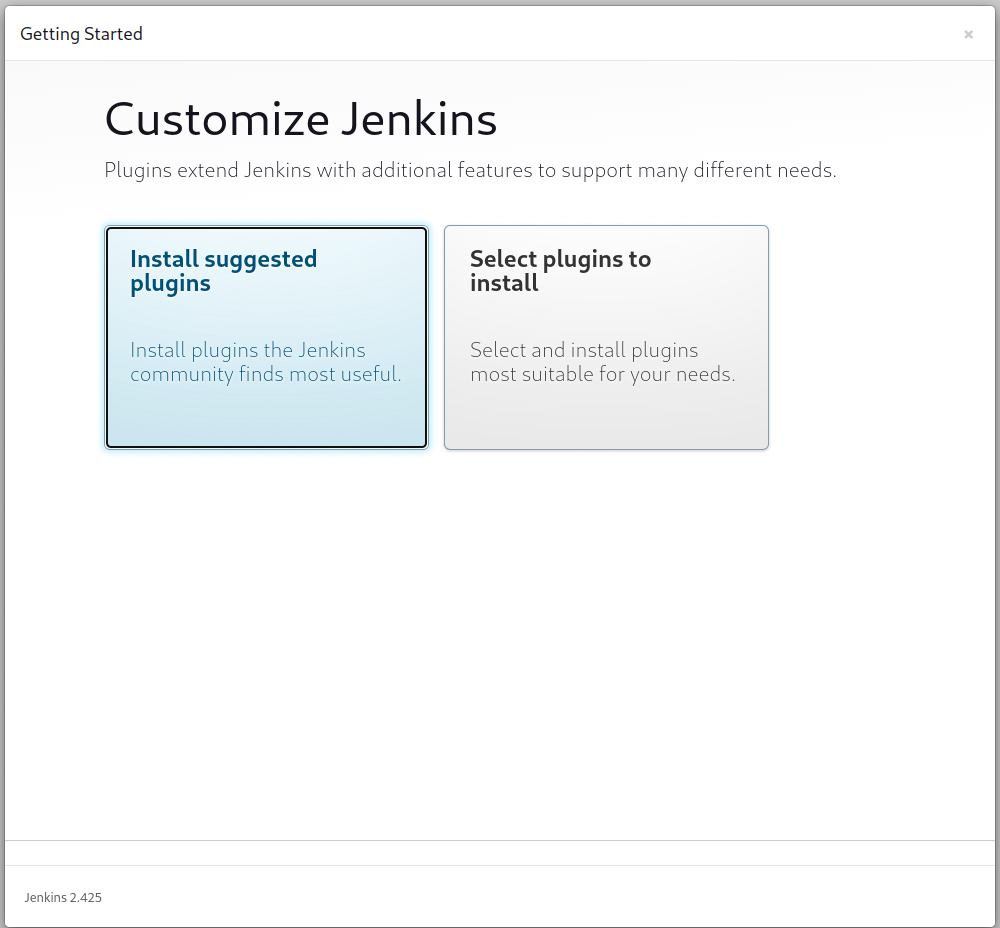 Getting Started
×
Customize Jenkins
Plugins extend Jenkins with additional features to support many different needs.
Install suggested
plugins
Install plugins the Jenkins
community finds most useful.
Select plugins to
install
Select and install plugins
most suitable for your needs.
Jenkins 2.425